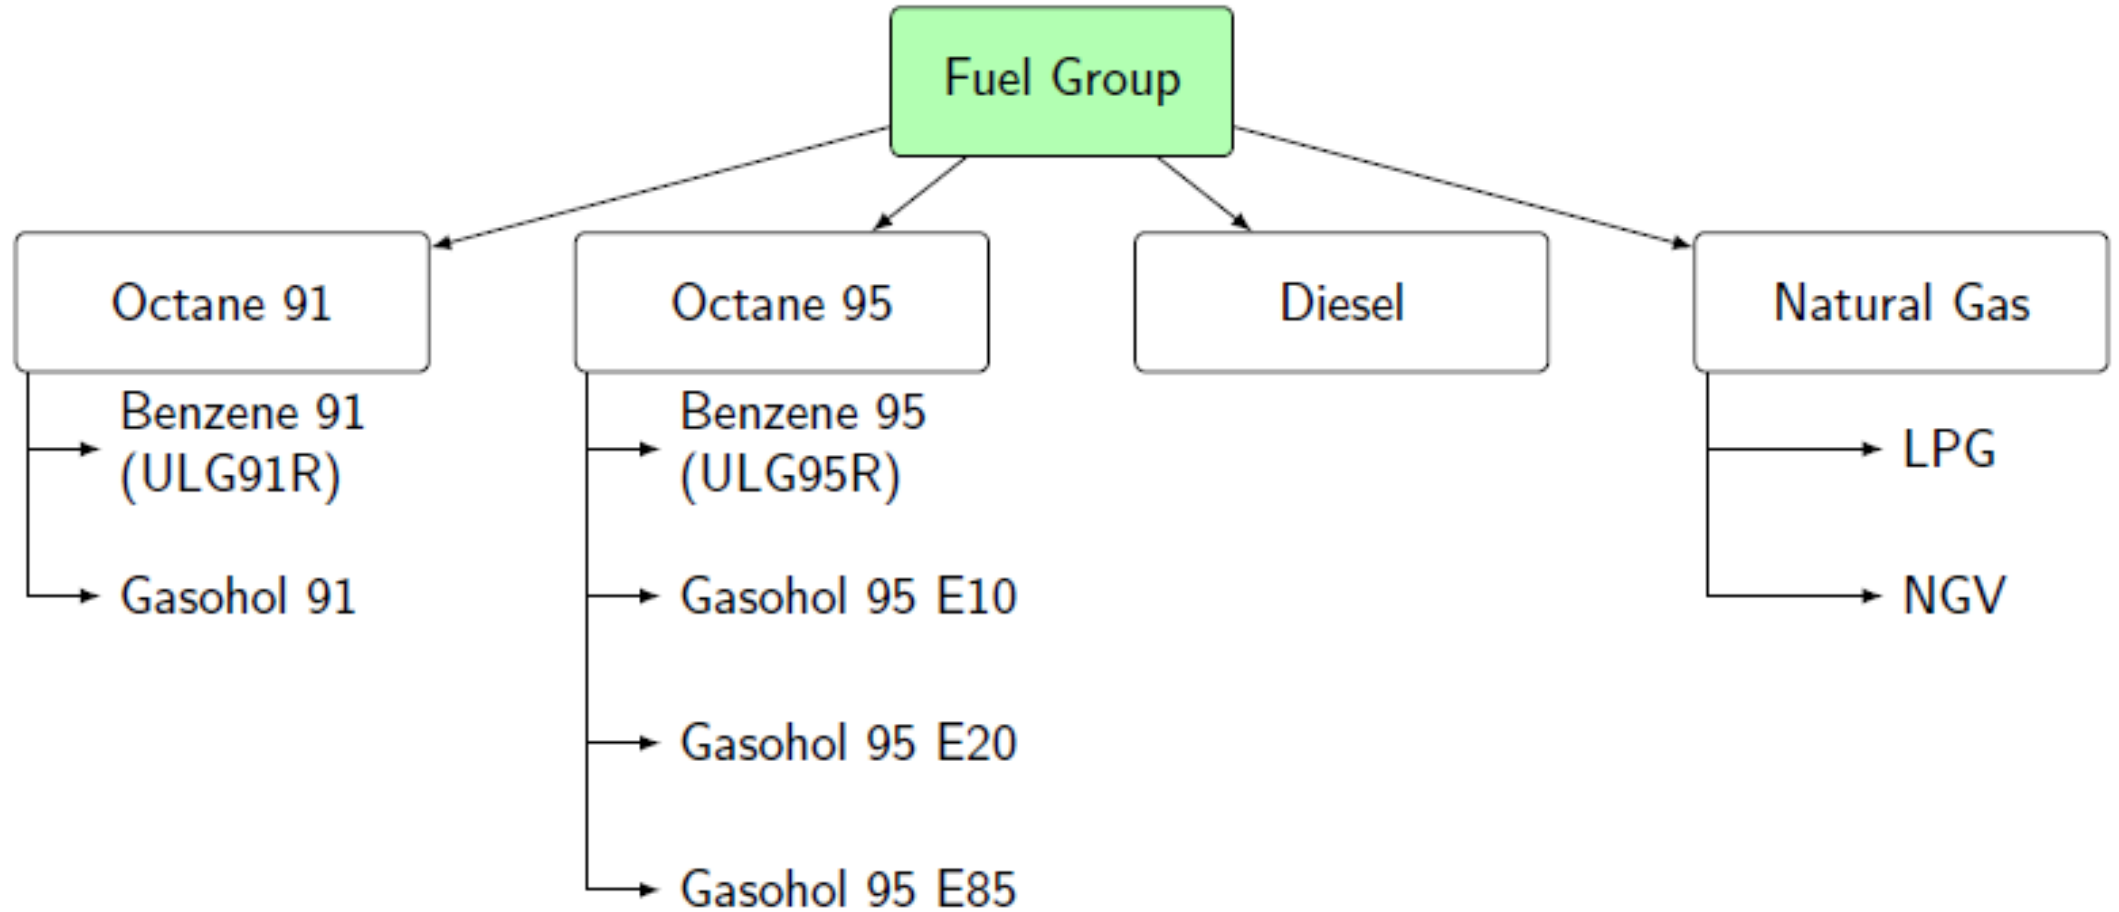 Fuel Group
Octane 91
Octane 95
Diesel
Natural Gas
Benzene 91
(ULG91R)
Gasohol 91
Benzene 95
(ULG95R)
Gasohol 95 E10
Gasohol 95 E20
Gasohol 95 E85
LPG
NGV